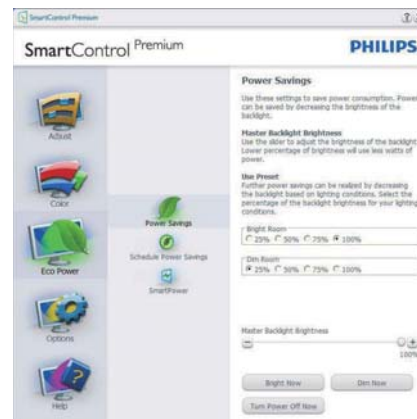 SmartControl Premium
SmartControl Premium
PHILIPS
Adjust
Color
Eco Power
Options
Help
Power Savings
Schedule Power Savings
SmartPower
Power Savings
Use these settings to save power consumption. Power
can be saved by decreasing the brightness of the
backlight.
Master Backlight Brightness
Use the slider to adjust the brightness of the backlight.
Lower percentage of brightness will use less watts of
power.
Use Preset
Further power savings can be realized by decreasing
the backlight based on lighting conditions. Select the
percentage of the backlight brightness for your lighting
conditions.
Bright Room
25% 50% 75% 100%
Dim Room
25% 50% 75% 100%
Master Backlight Brightness
100%
Bright Now Dim Now
Turn Power Off Now